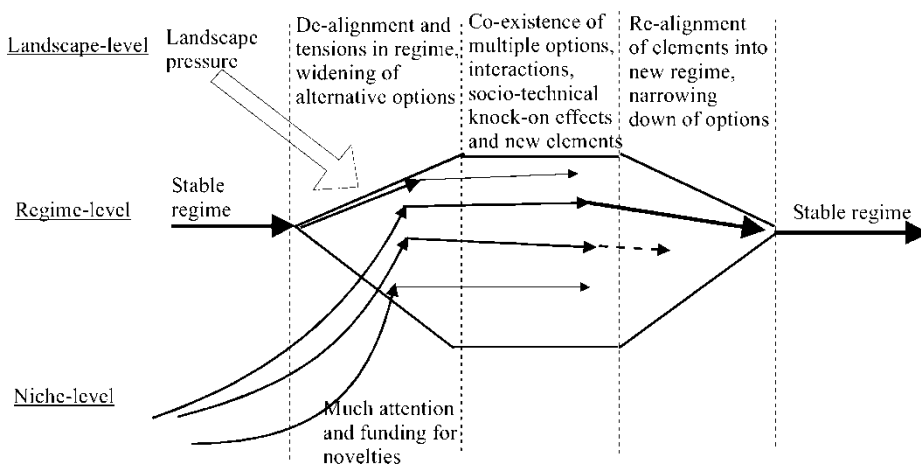 Landscape-level
Landscape
pressure
De-alignment and
tensions in regime,
widening of
alternative options
Co-existence of
multiple options,
interactions,
socio-technical
knock-on effects
and new elements
Re-alignment
of elements into
new regime,
narrowing
down of options
Regime-level
Stable
regime
Stable regime
Niche-level
Much attention
and funding for
novelties